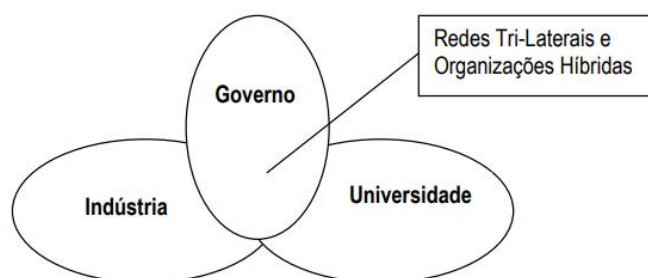 Redes Tri-Laterais e
Organizações Híbridas
Governo
Indústria
Universidade